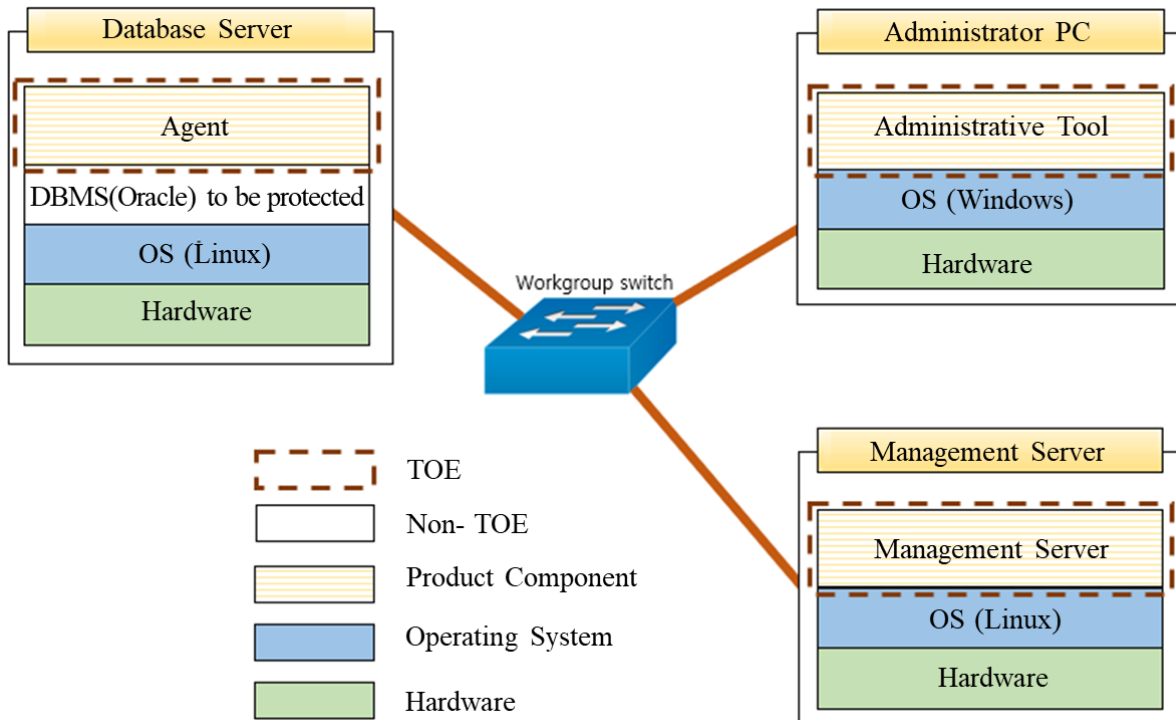 Database Server
Agent
DBMS(Oracle) to be protected
OS (Linux)
Hardware
Administrator PC
Administrative Tool
OS (Windows)
Hardware
Workgroup switch
Management Server
Management Server
OS (Linux)
Hardware
TOE
Non- TOE
Product Component
Operating System
Hardware